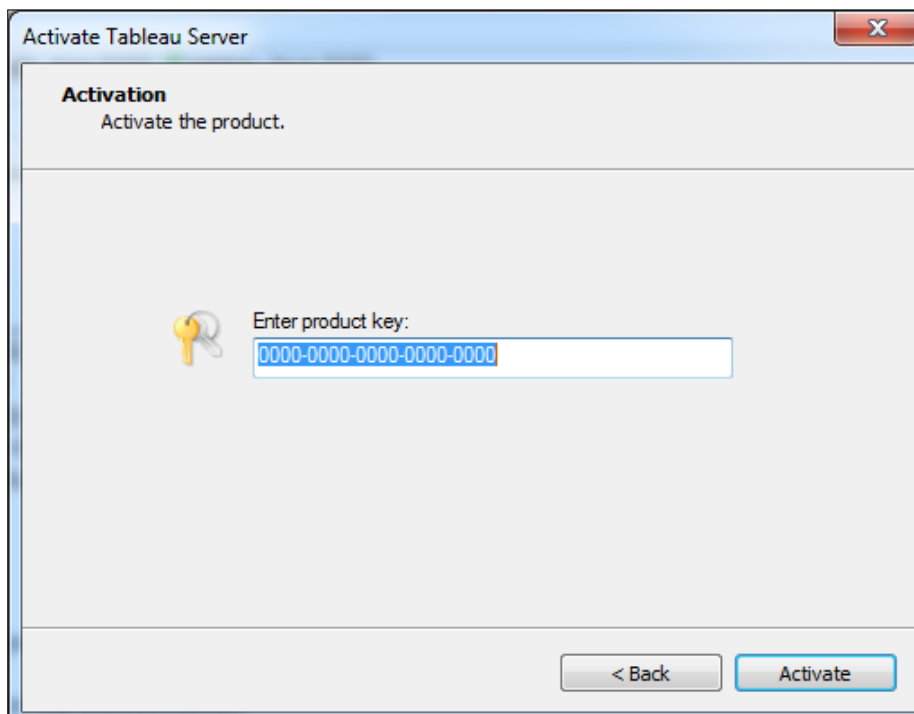 Activate Tableau Server
Activation
Activate the product.
Enter product key:
0000-0000-0000-0000-0000
< Back
Activate